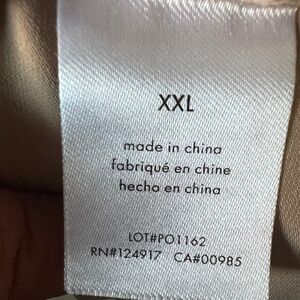 XXL
made in china
fabriqué en chine
hecho en china
LOT#PO1162
RN#124917 CA#00985